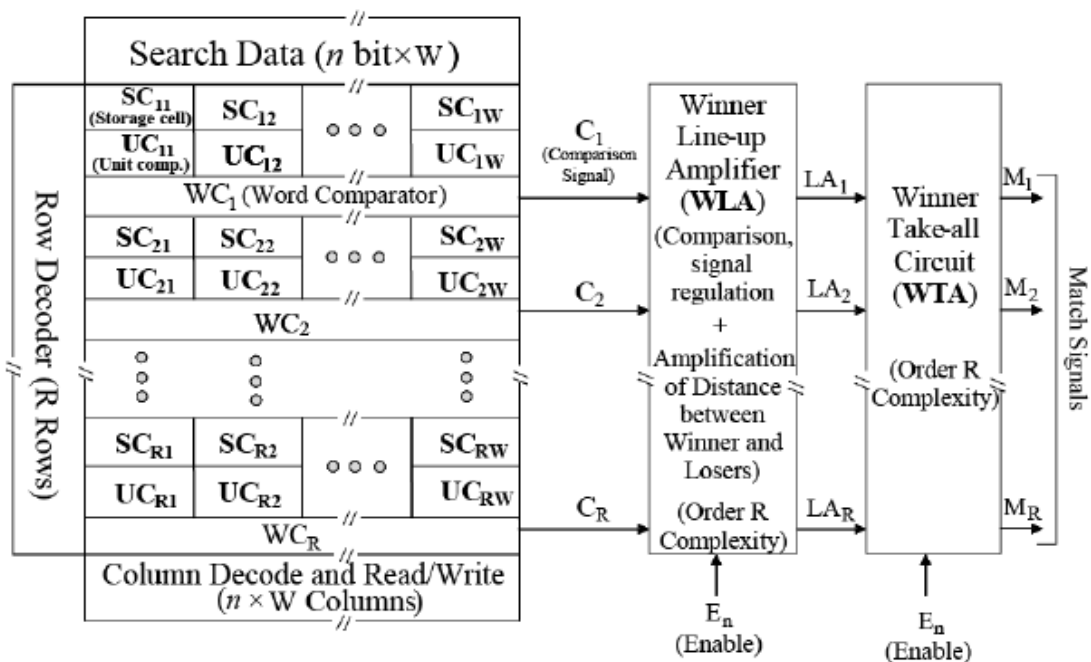 Search Data (n bit×W)
Row Decoder (R Rows)
SC11
(Storage cell)
SC12
SC1W
UC11
(Unit comp.)
UC12
UC1W
WC1 (Word Comparator)
SC21
SC22
SC2W
UC21
UC22
UC2W
WC2
SCR1
SCR2
SCRW
UCR1
UCR2
UCRW
WCR
Column Decode and Read/Write
(n × W Columns)
C1
(Comparison
Signal)
C2
CR
Winner
Line-up
Amplifier
(WLA)
(Comparison,
signal
regulation
+
Amplification
of Distance
between
Winner and
Losers)
(Order R
Complexity)
En
(Enable)
LA1
LA2
LAR
Winner
Take-all
Circuit
(WTA)
(Order R
Complexity)
En
(Enable)
M1
M2
MR
Match Signals